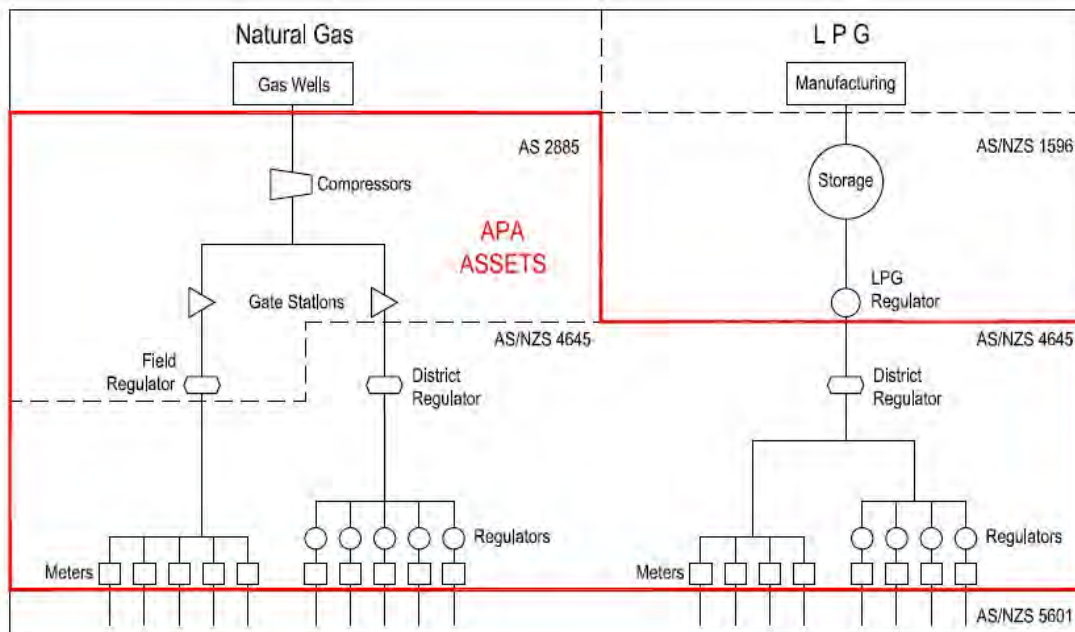 Natural Gas
L P G
Gas Wells
Manufacturing
AS 2885
AS/NZS 1596
Compressors
Storage
APA
ASSETS
LPG
Regulator
Gate Stations
AS/NZS 4645
AS/NZS 4645
Field
Regulator
District
Regulator
District
Regulator
Regulators
Regulators
Meters
Meters
AS/NZS 5601